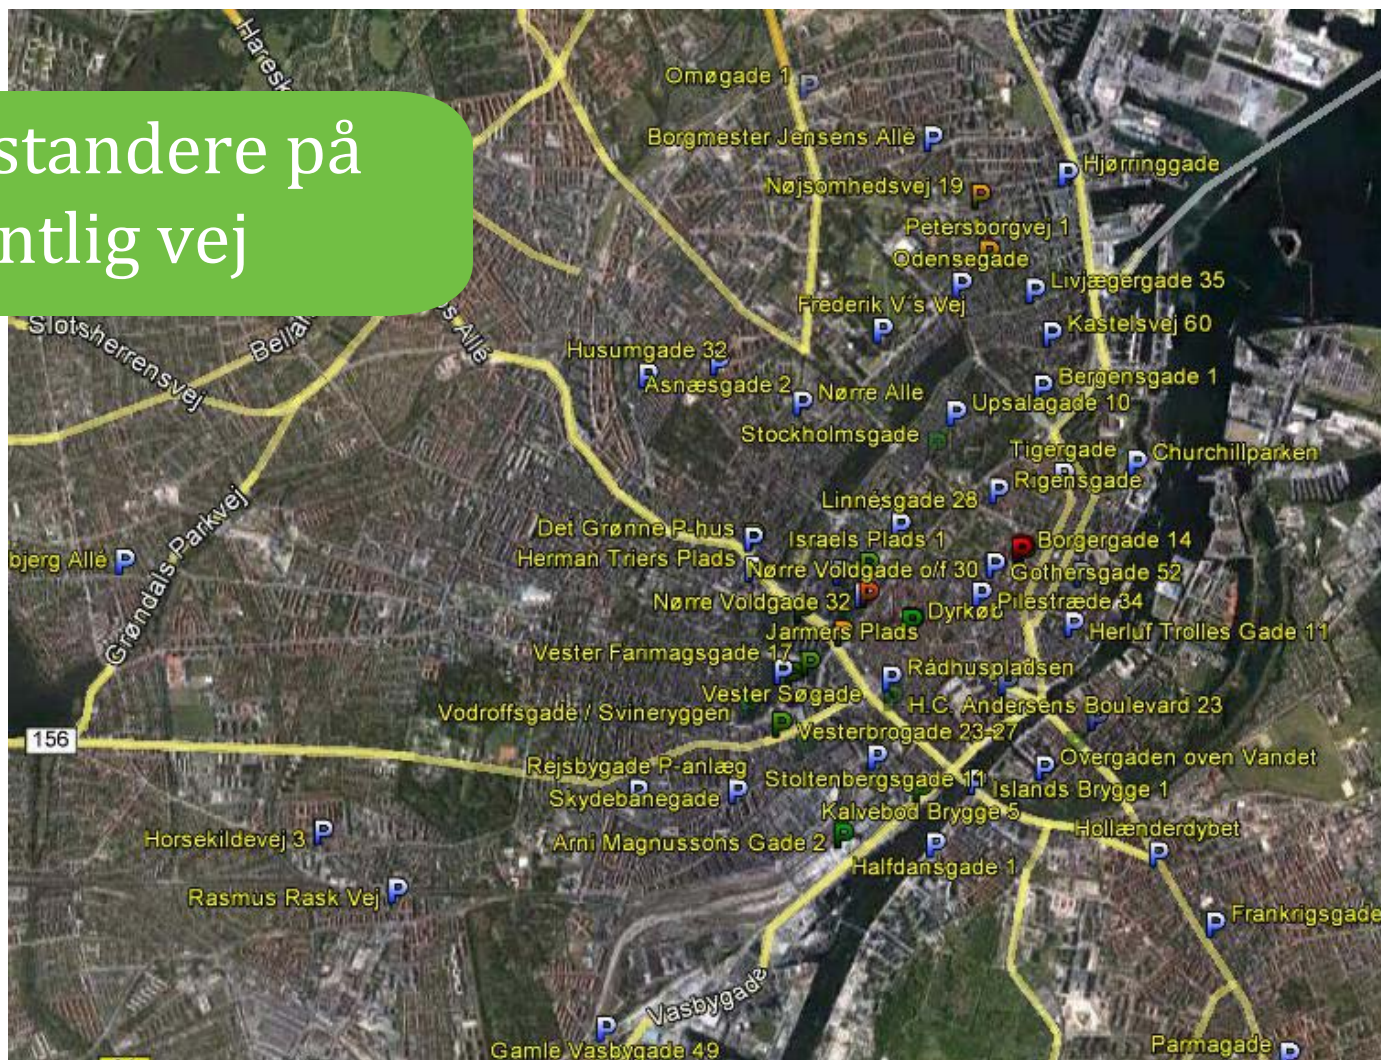 standere på
ntlig vej
Haresk
Omøgade 1
Borgmester Jensens Allé
Hjørringgade
Nøjsomhedsvej 19
Petersborgvej 1
Odensegade
Livjægergade 35
Frederik V´s Vej
Kastelsvej 60
Slotsherrensvej
Bella
s Allé
Husumgade 32
Asnæsgade 2
Nørre Alle
Bergensgade 1
Upsalagade 10
Stockholmsgade
Tigergade
Churchillparken
Rigensgade
Linnésgade 28
Det Grønne P-hus
Israels Plads 1
Borgergade 14
bjerg Allé
Grøndals Parkvej
Herman Triers Plads
Nørre Voldgade o/f 30
Gothersgade 52
Nørre Voldgade 32
Pilestræde 34
Dyrkøb
Jarmers Plads
Herluf Trolles Gade 11
Vester Farimagsgade 17
Rådhuspladsen
Vester Søgade
H.C. Andersens Boulevard 23
Vodroffsgade / Svineryggen
Vesterbrogade 23-27
156
Rejsbygade P-anlæg
Overgaden oven Vandet
Stoltenbergsgade 11
Islands Brygge 1
Skydebanegade
Kalvebod Brygge 5
Hollænderdybet
Horsekildevej 3
Arni Magnussons Gade 2
Halfdansgade 1
Rasmus Rask Vej
Frankrigsgade
Vasbygade
Gamle Vasbygade 49
Parmagade